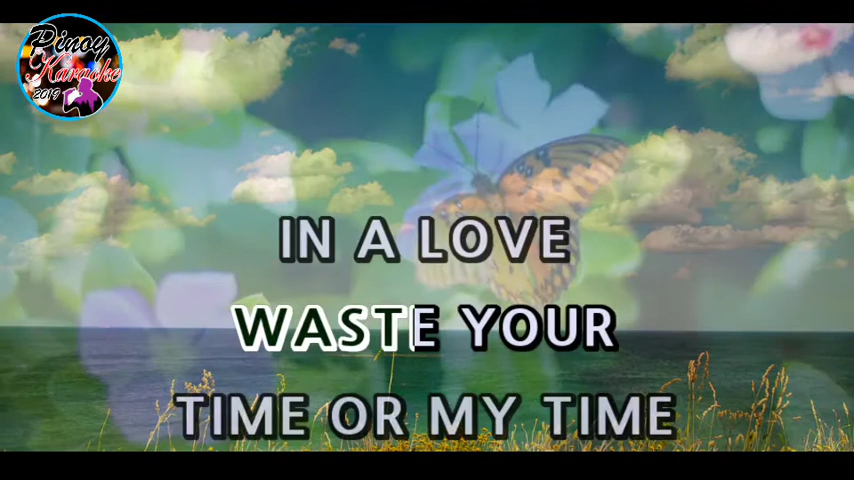 Pinoy
Karaoke
2019
IN A LOVE
WASTE YOUR
TIME OR MY TIME